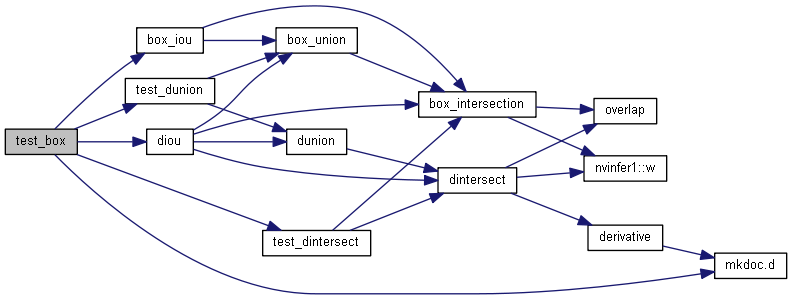 box_iou
box_union
test_dunion
box_intersection
overlap
test_box
diou
dunion
nvinfer1::w
dintersect
test_dintersect
derivative
mkdoc.d